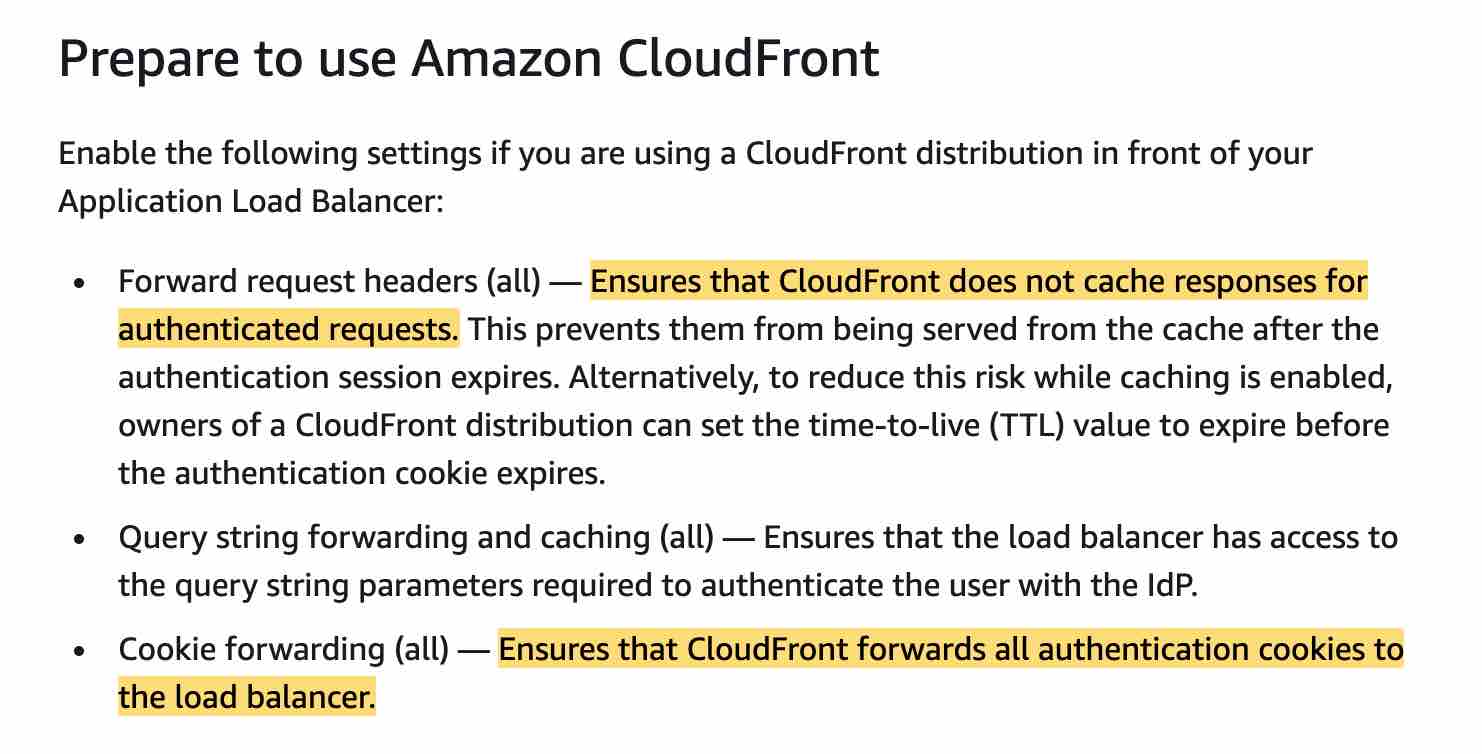 Prepare to use Amazon CloudFront
Enable the following settings if you are using a CloudFront distribution in front of your
Application Load Balancer:
• Forward request headers (all) — Ensures that CloudFront does not cache responses for
authenticated requests. This prevents them from being served from the cache after the
authentication session expires. Alternatively, to reduce this risk while caching is enabled,
owners of a CloudFront distribution can set the time-to-live (TTL) value to expire before
the authentication cookie expires.
• Query string forwarding and caching (all) — Ensures that the load balancer has access to
the query string parameters required to authenticate the user with the IdP.
• Cookie forwarding (all) — Ensures that CloudFront forwards all authentication cookies to
the load balancer.